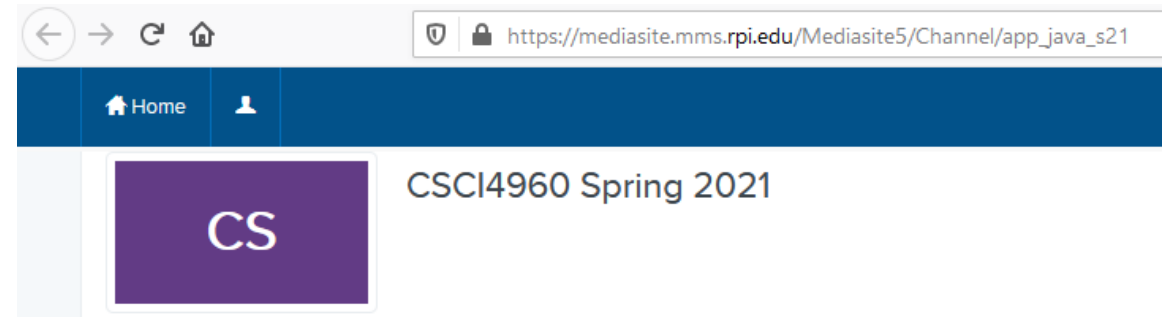 https://mediasite.mms.rpi.edu/Mediasite5/Channel/app_java_s21
Home
CS
CSCI4960 Spring 2021